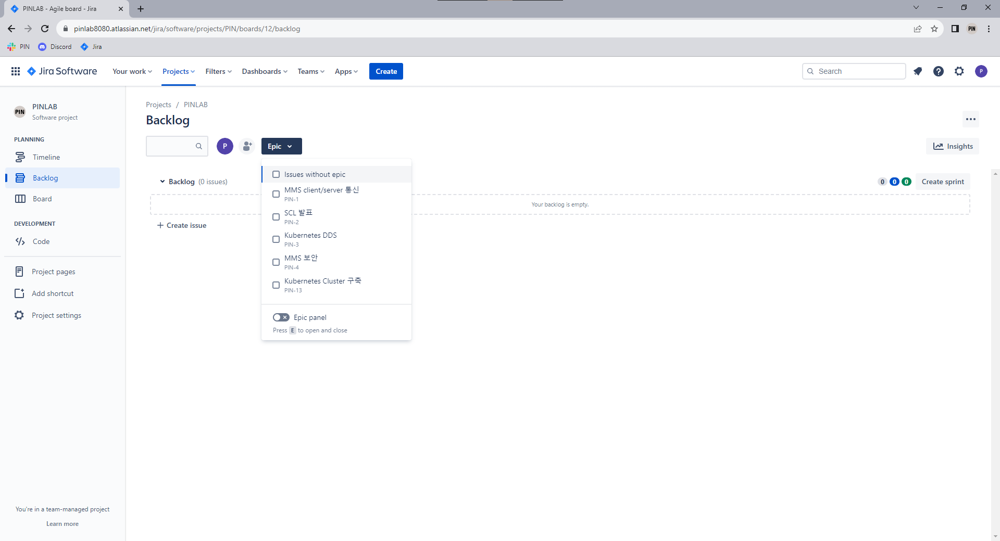 PINLAB - Agile board - Jira
pinlab8080.atlassian.net/jira/software/projects/PIN/boards/12/backlog
PIN
PIN Discord Jira
Jira Software Your work Projects Filters Dashboards Teams Apps Create Search P
PIN
PINLAB
Software project
PLANNING
Timeline
Backlog
Board
DEVELOPMENT
Code
Project pages
Add shortcut
Project settings
You're in a team-managed project
Learn more
Projects / PINLAB
Backlog
P Epic Insights
Issues without epic
MMS client/server 통신
PIN-1
SCL 발표
PIN-2
Kubernetes DDS
PIN-3
MMS 보안
PIN-4
Kubernetes Cluster 구축
PIN-13
Epic panel
Press E to open and close
Backlog (0 issues) 0 0 0 Create sprint
Your backlog is empty.
+ Create issue